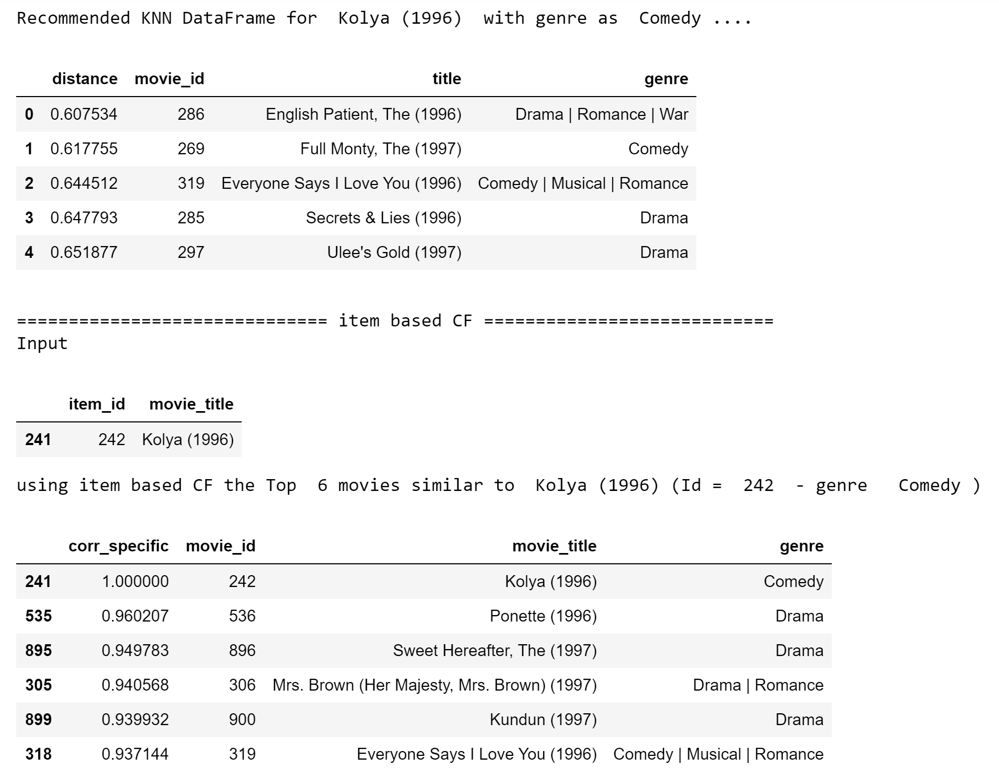 Recommended KNN DataFrame for  Kolya (1996)  with genre as  Comedy ....
distance movie_id title genre
0 0.607534 286 English Patient, The (1996) Drama | Romance | War
1 0.617755 269 Full Monty, The (1997) Comedy
2 0.644512 319 Everyone Says I Love You (1996) Comedy | Musical | Romance
3 0.647793 285 Secrets & Lies (1996) Drama
4 0.651877 297 Ulee's Gold (1997) Drama
============================== item based CF ============================
Input
item_id movie_title
241 242 Kolya (1996)
using item based CF the Top  6 movies similar to  Kolya (1996) (Id =  242  - genre   Comedy )
corr_specific movie_id movie_title genre
241 1.000000 242 Kolya (1996) Comedy
535 0.960207 536 Ponette (1996) Drama
895 0.949783 896 Sweet Hereafter, The (1997) Drama
305 0.940568 306 Mrs. Brown (Her Majesty, Mrs. Brown) (1997) Drama | Romance
899 0.939932 900 Kundun (1997) Drama
318 0.937144 319 Everyone Says I Love You (1996) Comedy | Musical | Romance